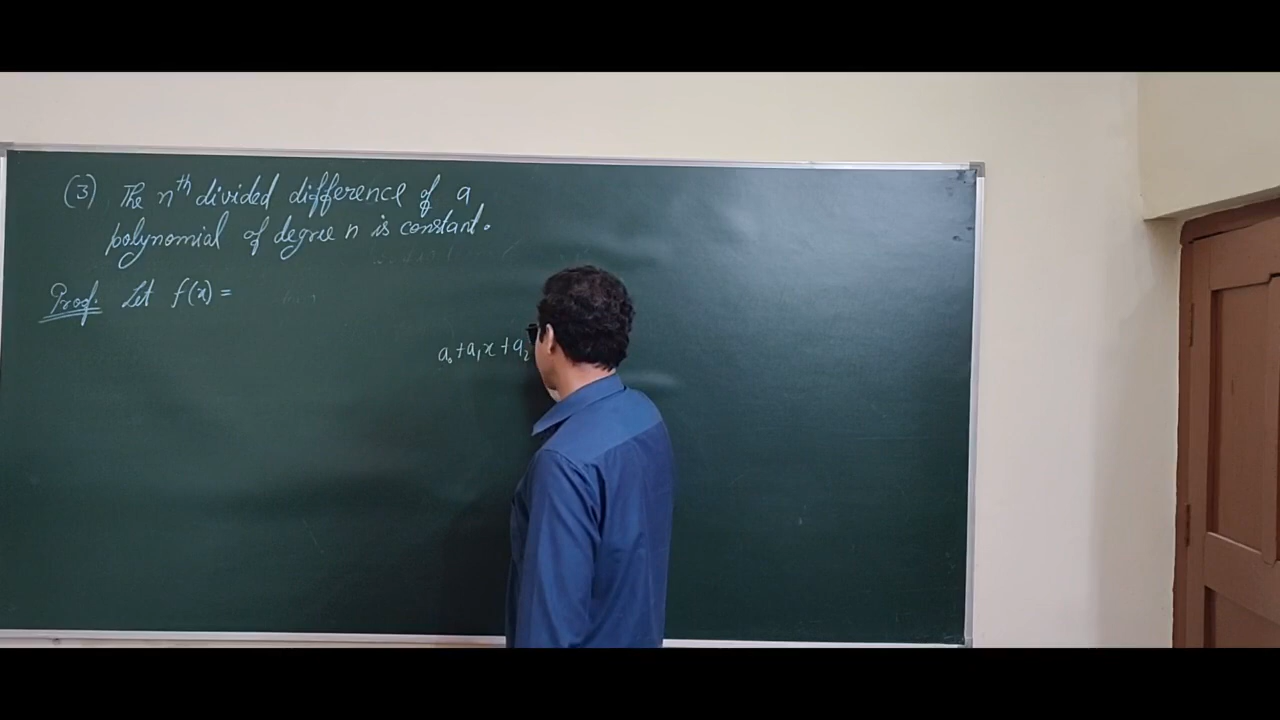 (3) The nth divided difference of a
polynomial of degree n is constant.
Proof. Let f(x) =
a₀+a₁x+a₂